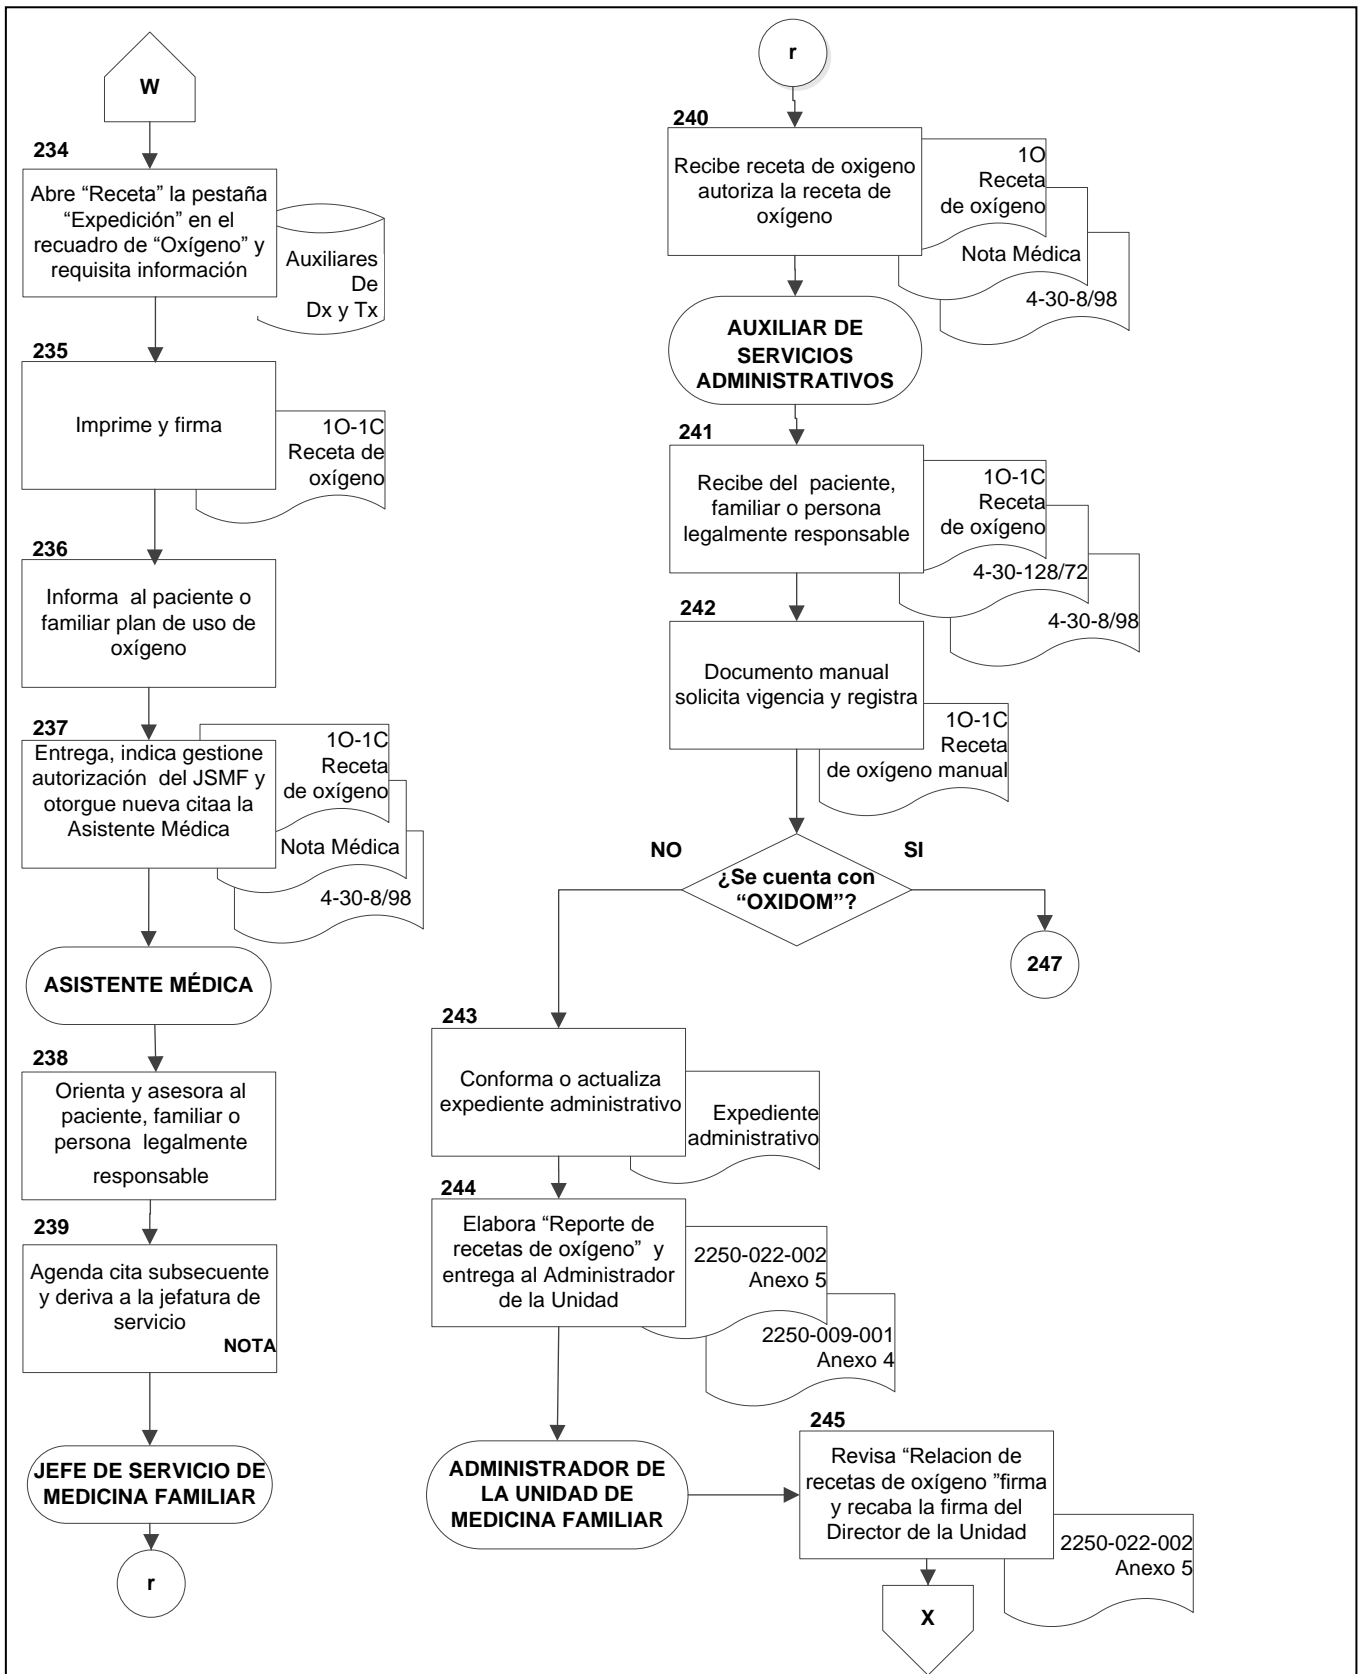 W
234
Abre “Receta” la pestaña
“Expedición” en el
recuadro de “Oxígeno” y
requisita información
Auxiliares
De
Dx y Tx
235
Imprime y firma
1O-1C
Receta de
oxígeno
236
Informa al paciente o
familiar plan de uso de
oxígeno
237
Entrega, indica gestione
autorización del JSMF y
otorgue nueva citaa la
Asistente Médica
1O-1C
Receta
de oxígeno
Nota Médica
4-30-8/98
ASISTENTE MÉDICA
238
Orienta y asesora al
paciente, familiar o
persona legalmente
responsable
239
Agenda cita subsecuente
y deriva a la jefatura de
servicio
NOTA
JEFE DE SERVICIO DE
MEDICINA FAMILIAR
r
r
240
Recibe receta de oxigeno
autoriza la receta de
oxígeno
1O
Receta
de oxígeno
Nota Médica
4-30-8/98
AUXILIAR DE
SERVICIOS
ADMINISTRATIVOS
241
Recibe del paciente,
familiar o persona
legalmente responsable
1O-1C
Receta
de oxígeno
4-30-128/72
4-30-8/98
242
Documento manual
solicita vigencia y registra
1O-1C
Receta
de oxígeno manual
NO
SI
¿Se cuenta con
“OXIDOM”?
247
243
Conforma o actualiza
expediente administrativo
Expediente
administrativo
244
Elabora “Reporte de
recetas de oxígeno” y
entrega al Administrador
de la Unidad
2250-022-002
Anexo 5
2250-009-001
Anexo 4
ADMINISTRADOR DE
LA UNIDAD DE
MEDICINA FAMILIAR
245
Revisa “Relacion de
recetas de oxígeno ”firma
y recaba la firma del
Director de la Unidad
2250-022-002
Anexo 5
X